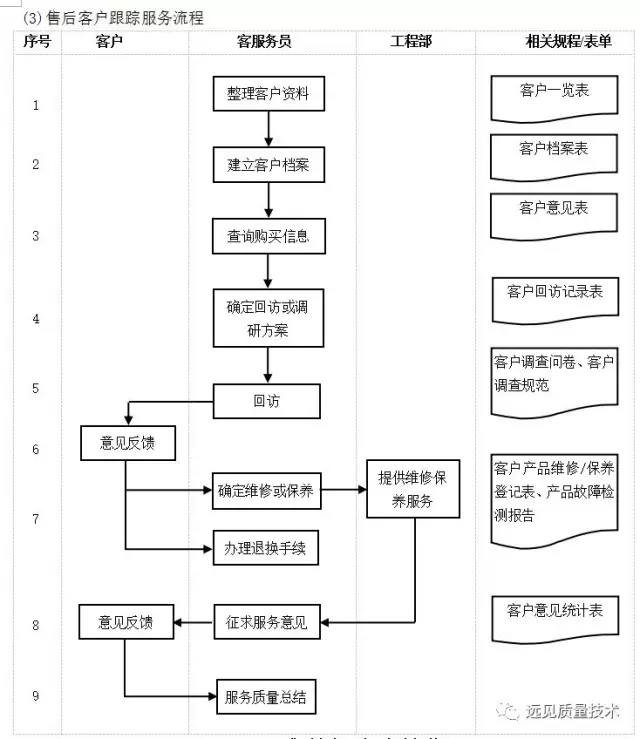 (3)售后客户跟踪服务流程
序号 客户 客服务员 工程部 相关规程/表单
1 整理客户资料 客户一览表
2 建立客户档案 客户档案表
3 查询购买信息 客户意见表
4 确定回访或调
研方案 客户回访记录表
5 回访 客户调查问卷、客户
调查规范
6 意见反馈
7 确定维修或保养 提供维修保
养服务 客户产品维修/保养
登记表、产品故障检
测报告
办理退换手续
8 意见反馈 征求服务意见 客户意见统计表
9 服务质量总结
远见质量技术